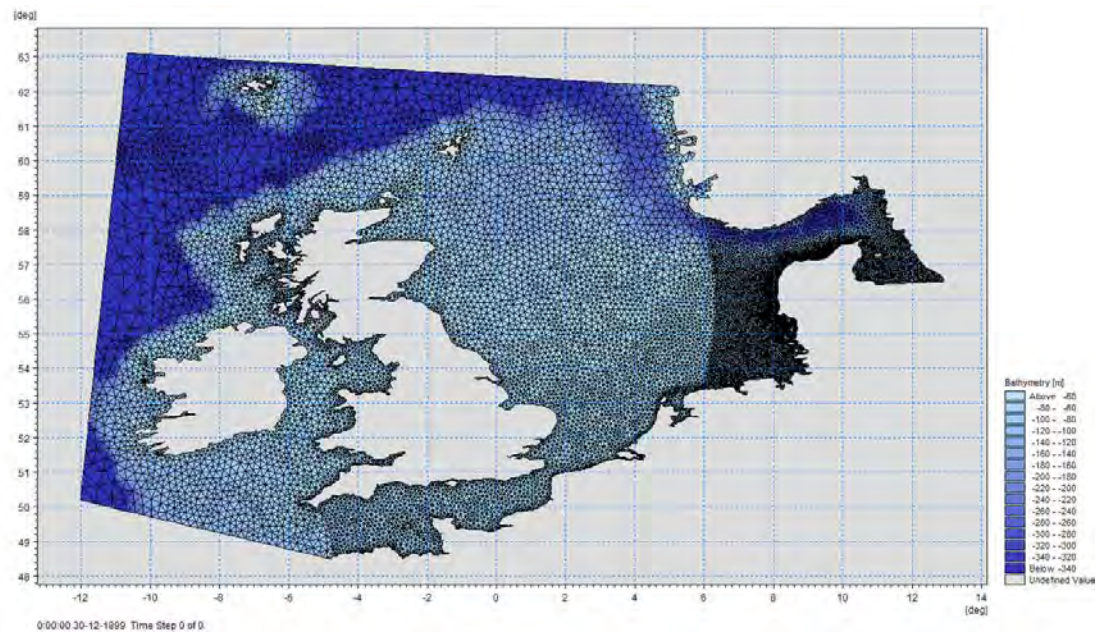 [deg]
63
62
61
60
59
58
57
56
55
54
53
52
51
50
49
48
-12 -10 -8 -6 -4 -2 0 2 4 6 8 10 12 14
[deg]
0:00:00 30-12-1899 Time Step 0 of 0
Bathymetry [m]
Above -60
-80 - -60
-100 - -80
-120 - -100
-140 - -120
-160 - -140
-180 - -160
-200 - -180
-220 - -200
-240 - -220
-260 - -240
-280 - -260
-300 - -280
-320 - -300
-340 - -320
Below -340
Undefined Value